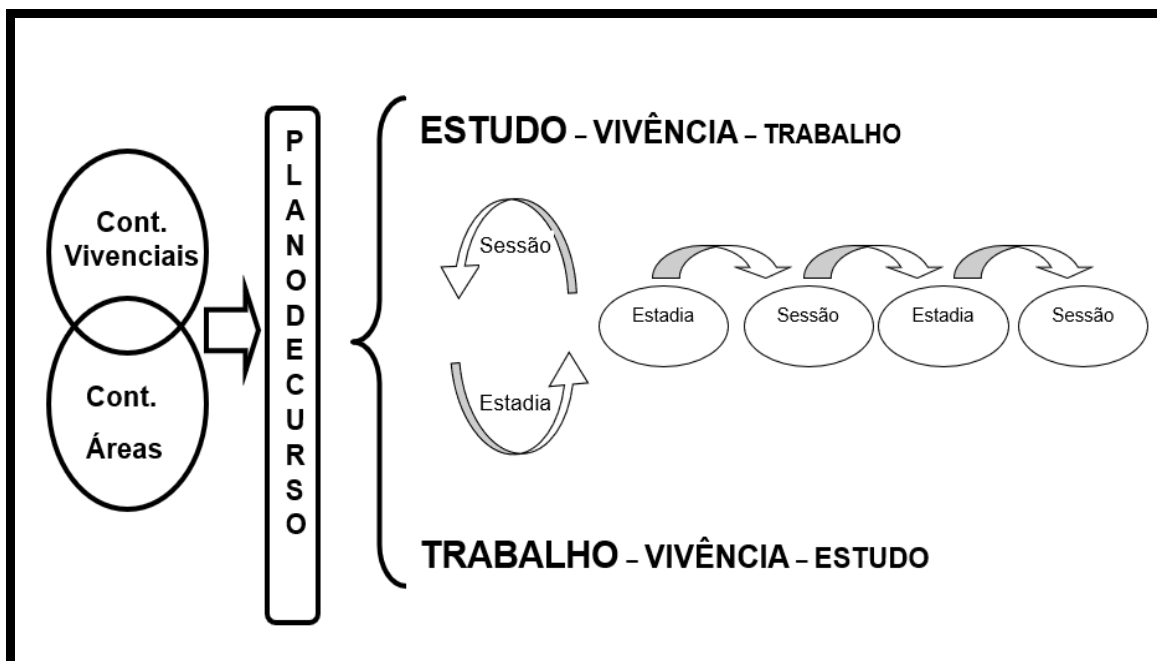 Cont.
Vivenciais
Cont.
Áreas
P
L
A
N
O
D
E
C
U
R
S
O
ESTUDO – VIVÊNCIA – TRABALHO
Sessão
Estadia
Estadia
Sessão
Estadia
Sessão
TRABALHO – VIVÊNCIA – ESTUDO